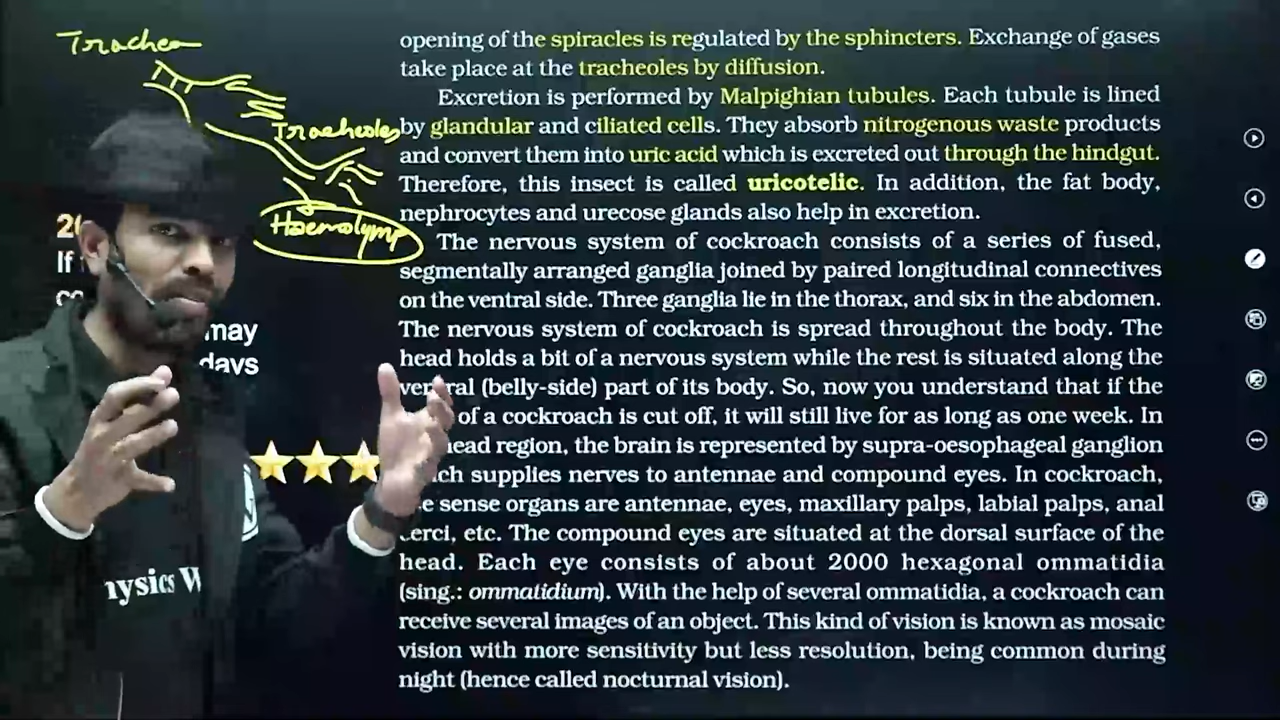 Trachea
Tracheoles
Haemolymp
may
days
opening of the spiracles is regulated by the sphincters. Exchange of gases
take place at the tracheoles by diffusion.
Excretion is performed by Malpighian tubules. Each tubule is lined
by glandular and ciliated cells. They absorb nitrogenous waste products
and convert them into uric acid which is excreted out through the hindgut.
Therefore, this insect is called uricotelic. In addition, the fat body,
nephrocytes and urecose glands also help in excretion.
The nervous system of cockroach consists of a series of fused,
segmentally arranged ganglia joined by paired longitudinal connectives
on the ventral side. Three ganglia lie in the thorax, and six in the abdomen.
The nervous system of cockroach is spread throughout the body. The
head holds a bit of a nervous system while the rest is situated along the
ventral (belly-side) part of its body. So, now you understand that if the
of a cockroach is cut off, it will still live for as long as one week. In
head region, the brain is represented by supra-oesophageal ganglion
supplies nerves to antennae and compound eyes. In cockroach,
sense organs are antennae, eyes, maxillary palps, labial palps, anal
cerci, etc. The compound eyes are situated at the dorsal surface of the
head. Each eye consists of about 2000 hexagonal ommatidia
(sing.: ommatidium). With the help of several ommatidia, a cockroach can
receive several images of an object. This kind of vision is known as mosaic
vision with more sensitivity but less resolution, being common during
night (hence called nocturnal vision).
hysics W